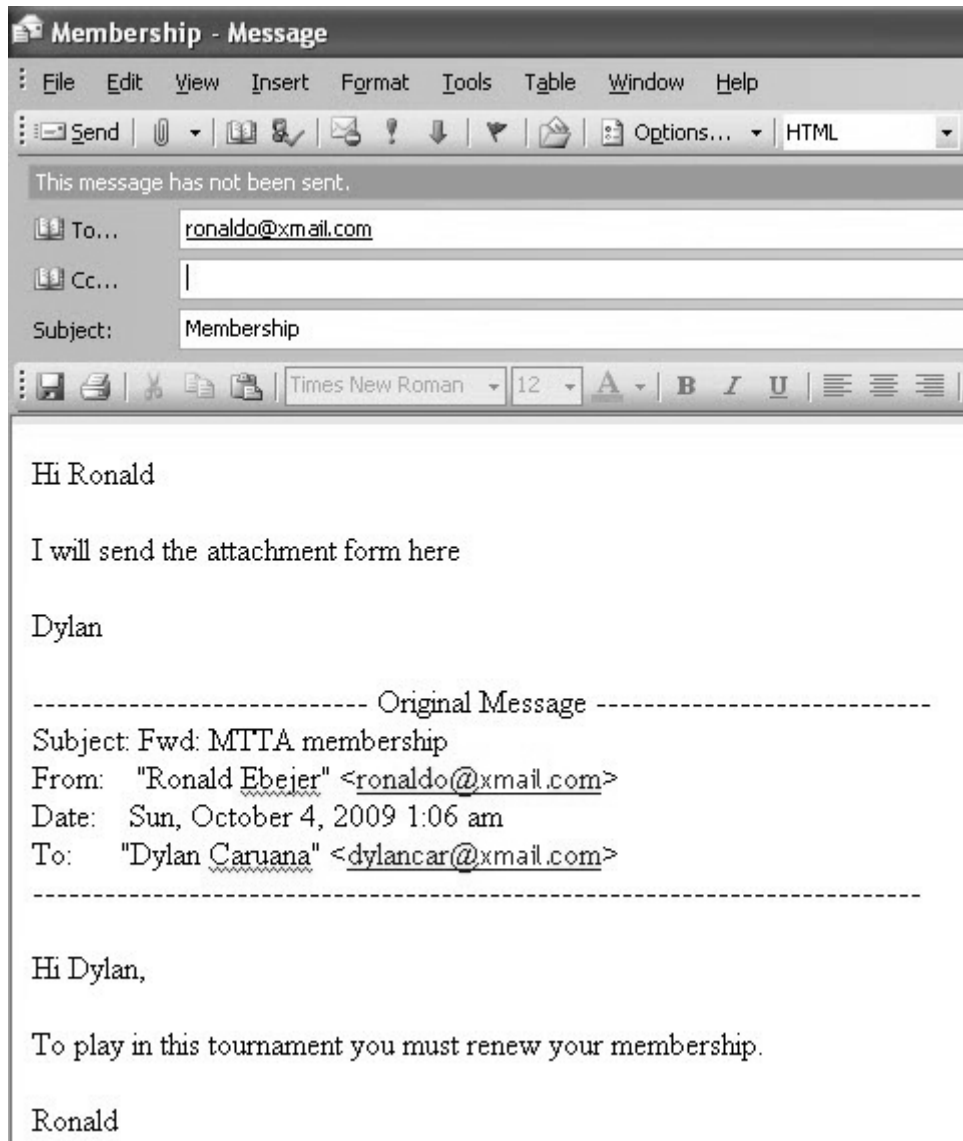 Membership - Message
File Edit View Insert Format Tools Table Window Help
Send Options... HTML
This message has not been sent.
To... ronaldo@xmail.com
Cc...
Subject: Membership
Times New Roman 12 A B I U
Hi Ronald
I will send the attachment form here
Dylan
---------------------------- Original Message ----------------------------
Subject: Fwd: MTTA membership
From: "Ronald Ebejer" <ronaldo@xmail.com>
Date: Sun, October 4, 2009 1:06 am
To: "Dylan Caruana" <dylancar@xmail.com>
--------------------------------------------------------------------------
Hi Dylan,
To play in this tournament you must renew your membership.
Ronald